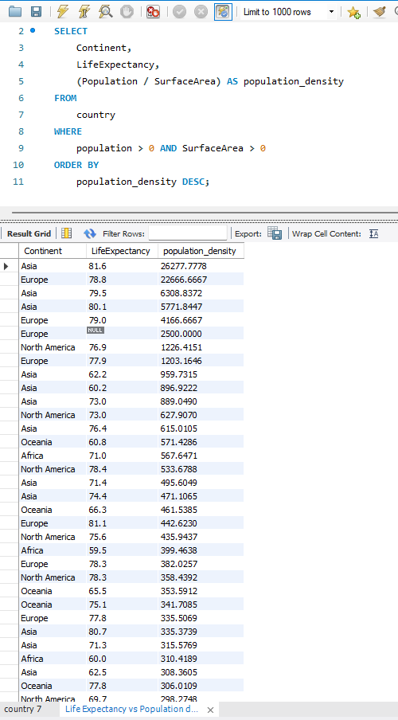 Limit to 1000 rows
2 SELECT
3 Continent,
4 LifeExpectancy,
5 (Population / SurfaceArea) AS population_density
6 FROM
7 country
8 WHERE
9 population > 0 AND SurfaceArea > 0
10 ORDER BY
11 population_density DESC;
Result Grid Filter Rows: Export: Wrap Cell Content:
Continent LifeExpectancy population_density
Asia 81.6 26277.7778
Europe 78.8 22666.6667
Asia 79.5 6308.8372
Asia 80.1 5771.8447
Europe 79.0 4166.6667
Europe NULL 2500.0000
North America 76.9 1226.4151
Europe 77.9 1203.1646
Asia 62.2 959.7315
Asia 60.2 896.9222
Asia 73.0 889.0490
North America 73.0 627.9070
Asia 76.4 615.0105
Oceania 60.8 571.4286
Africa 71.0 567.6471
North America 78.4 533.6788
Asia 71.4 495.6049
Asia 74.4 471.1065
Oceania 66.3 461.5385
Europe 81.1 442.6230
North America 75.6 435.9437
Africa 59.5 399.4638
Europe 78.3 382.0257
North America 78.3 358.4392
Oceania 65.5 353.5912
Oceania 75.1 341.7085
Europe 77.8 335.5069
Asia 80.7 335.3739
Asia 71.3 315.5769
Africa 60.0 310.4189
Asia 62.5 308.3605
Oceania 77.8 306.0109
North America 69.7 298.2748
country 7 Life Expectancy vs Population d...